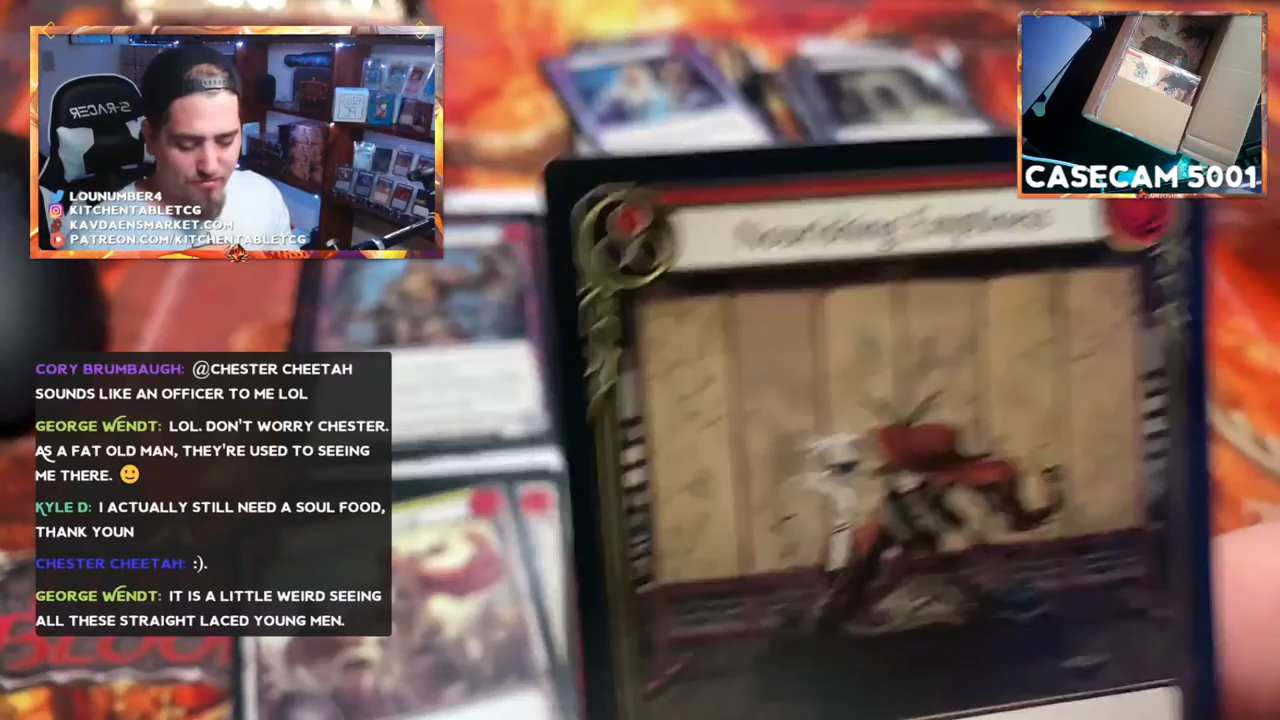 S-RACER
LOUNUMBER4
KITCHENTABLETCG
KAVDAENSMARKET.COM
PATREON.COM/KITCHENTABLETCG
CASECAM 5001
CORY BRUMBAUGH: @CHESTER CHEETAH
SOUNDS LIKE AN OFFICER TO ME LOL
GEORGE WENDT: LOL. DON'T WORRY CHESTER.
AS A FAT OLD MAN, THEY'RE USED TO SEEING
ME THERE. 🙂
KYLE D: I ACTUALLY STILL NEED A SOUL FOOD,
THANK YOUN
CHESTER CHEETAH: :).
GEORGE WENDT: IT IS A LITTLE WEIRD SEEING
ALL THESE STRAIGHT LACED YOUNG MEN.
BLOOD